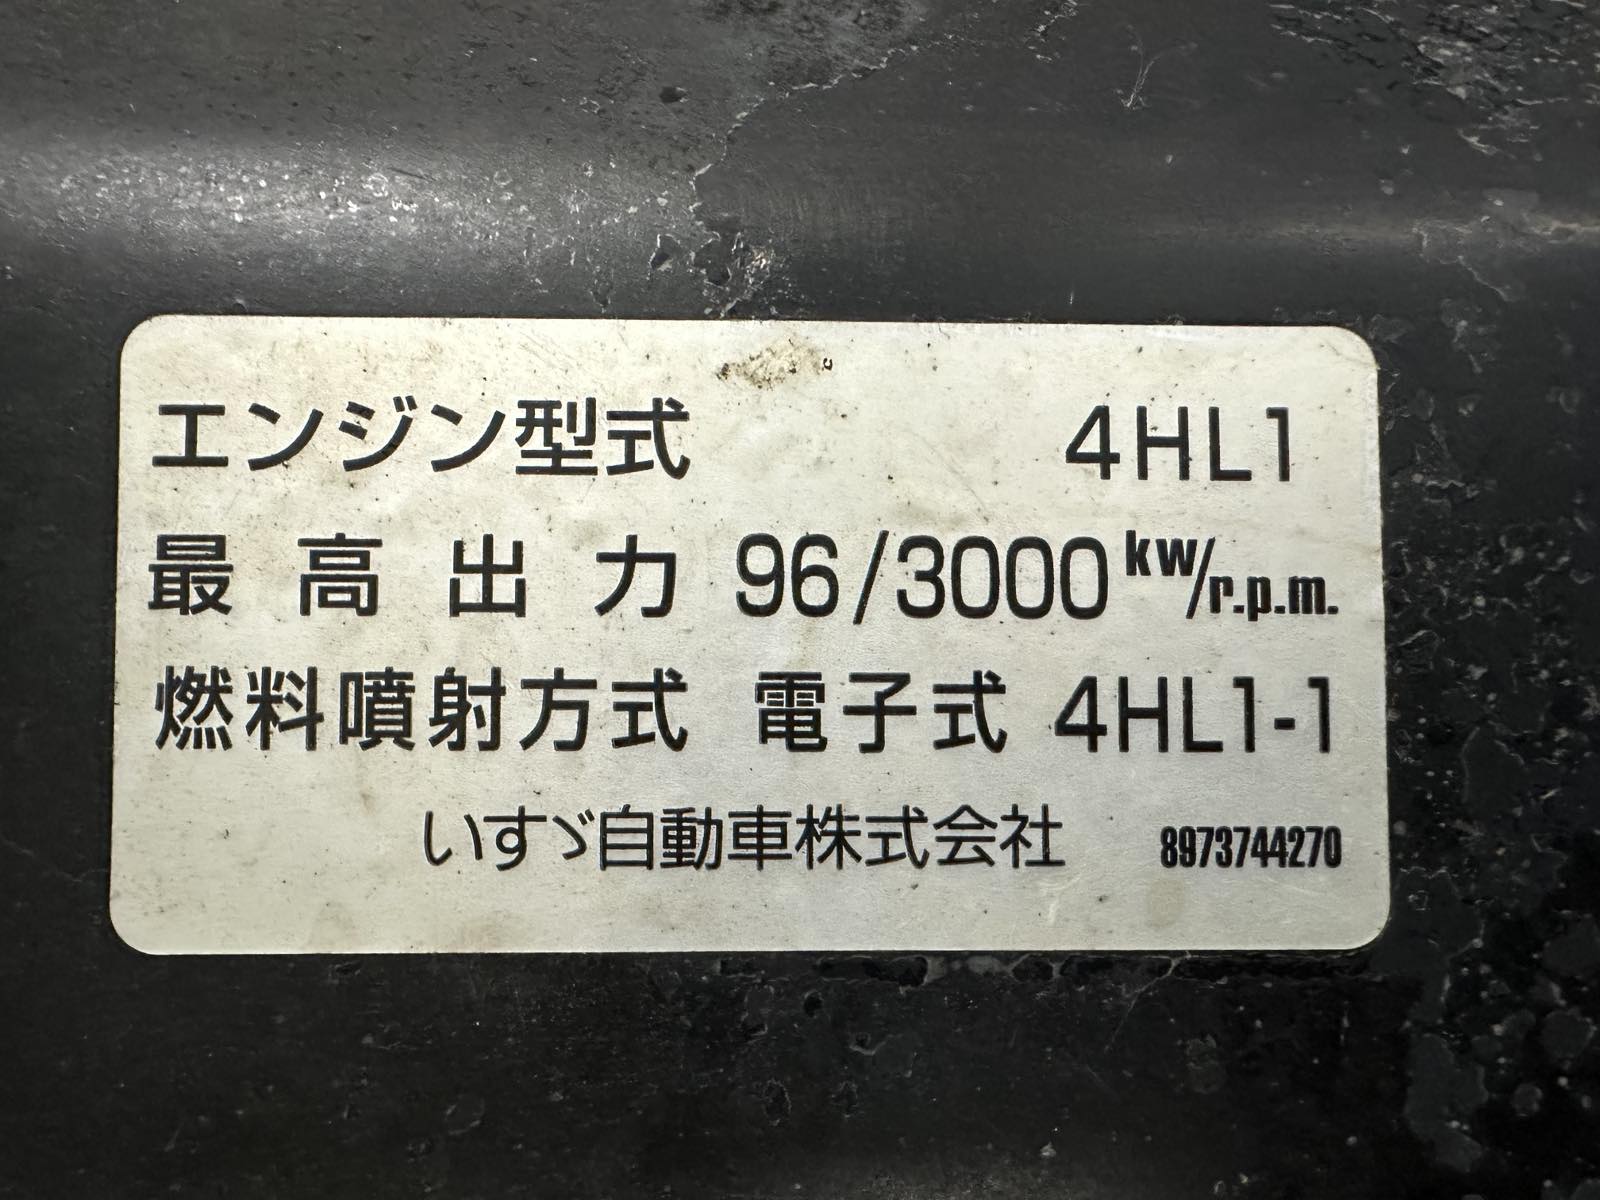 エンジン型式 4HL1
最高出力 96/3000 kw/r.p.m.
燃料噴射方式 電子式 4HL1-1
いすゞ自動車株式会社 8973744270